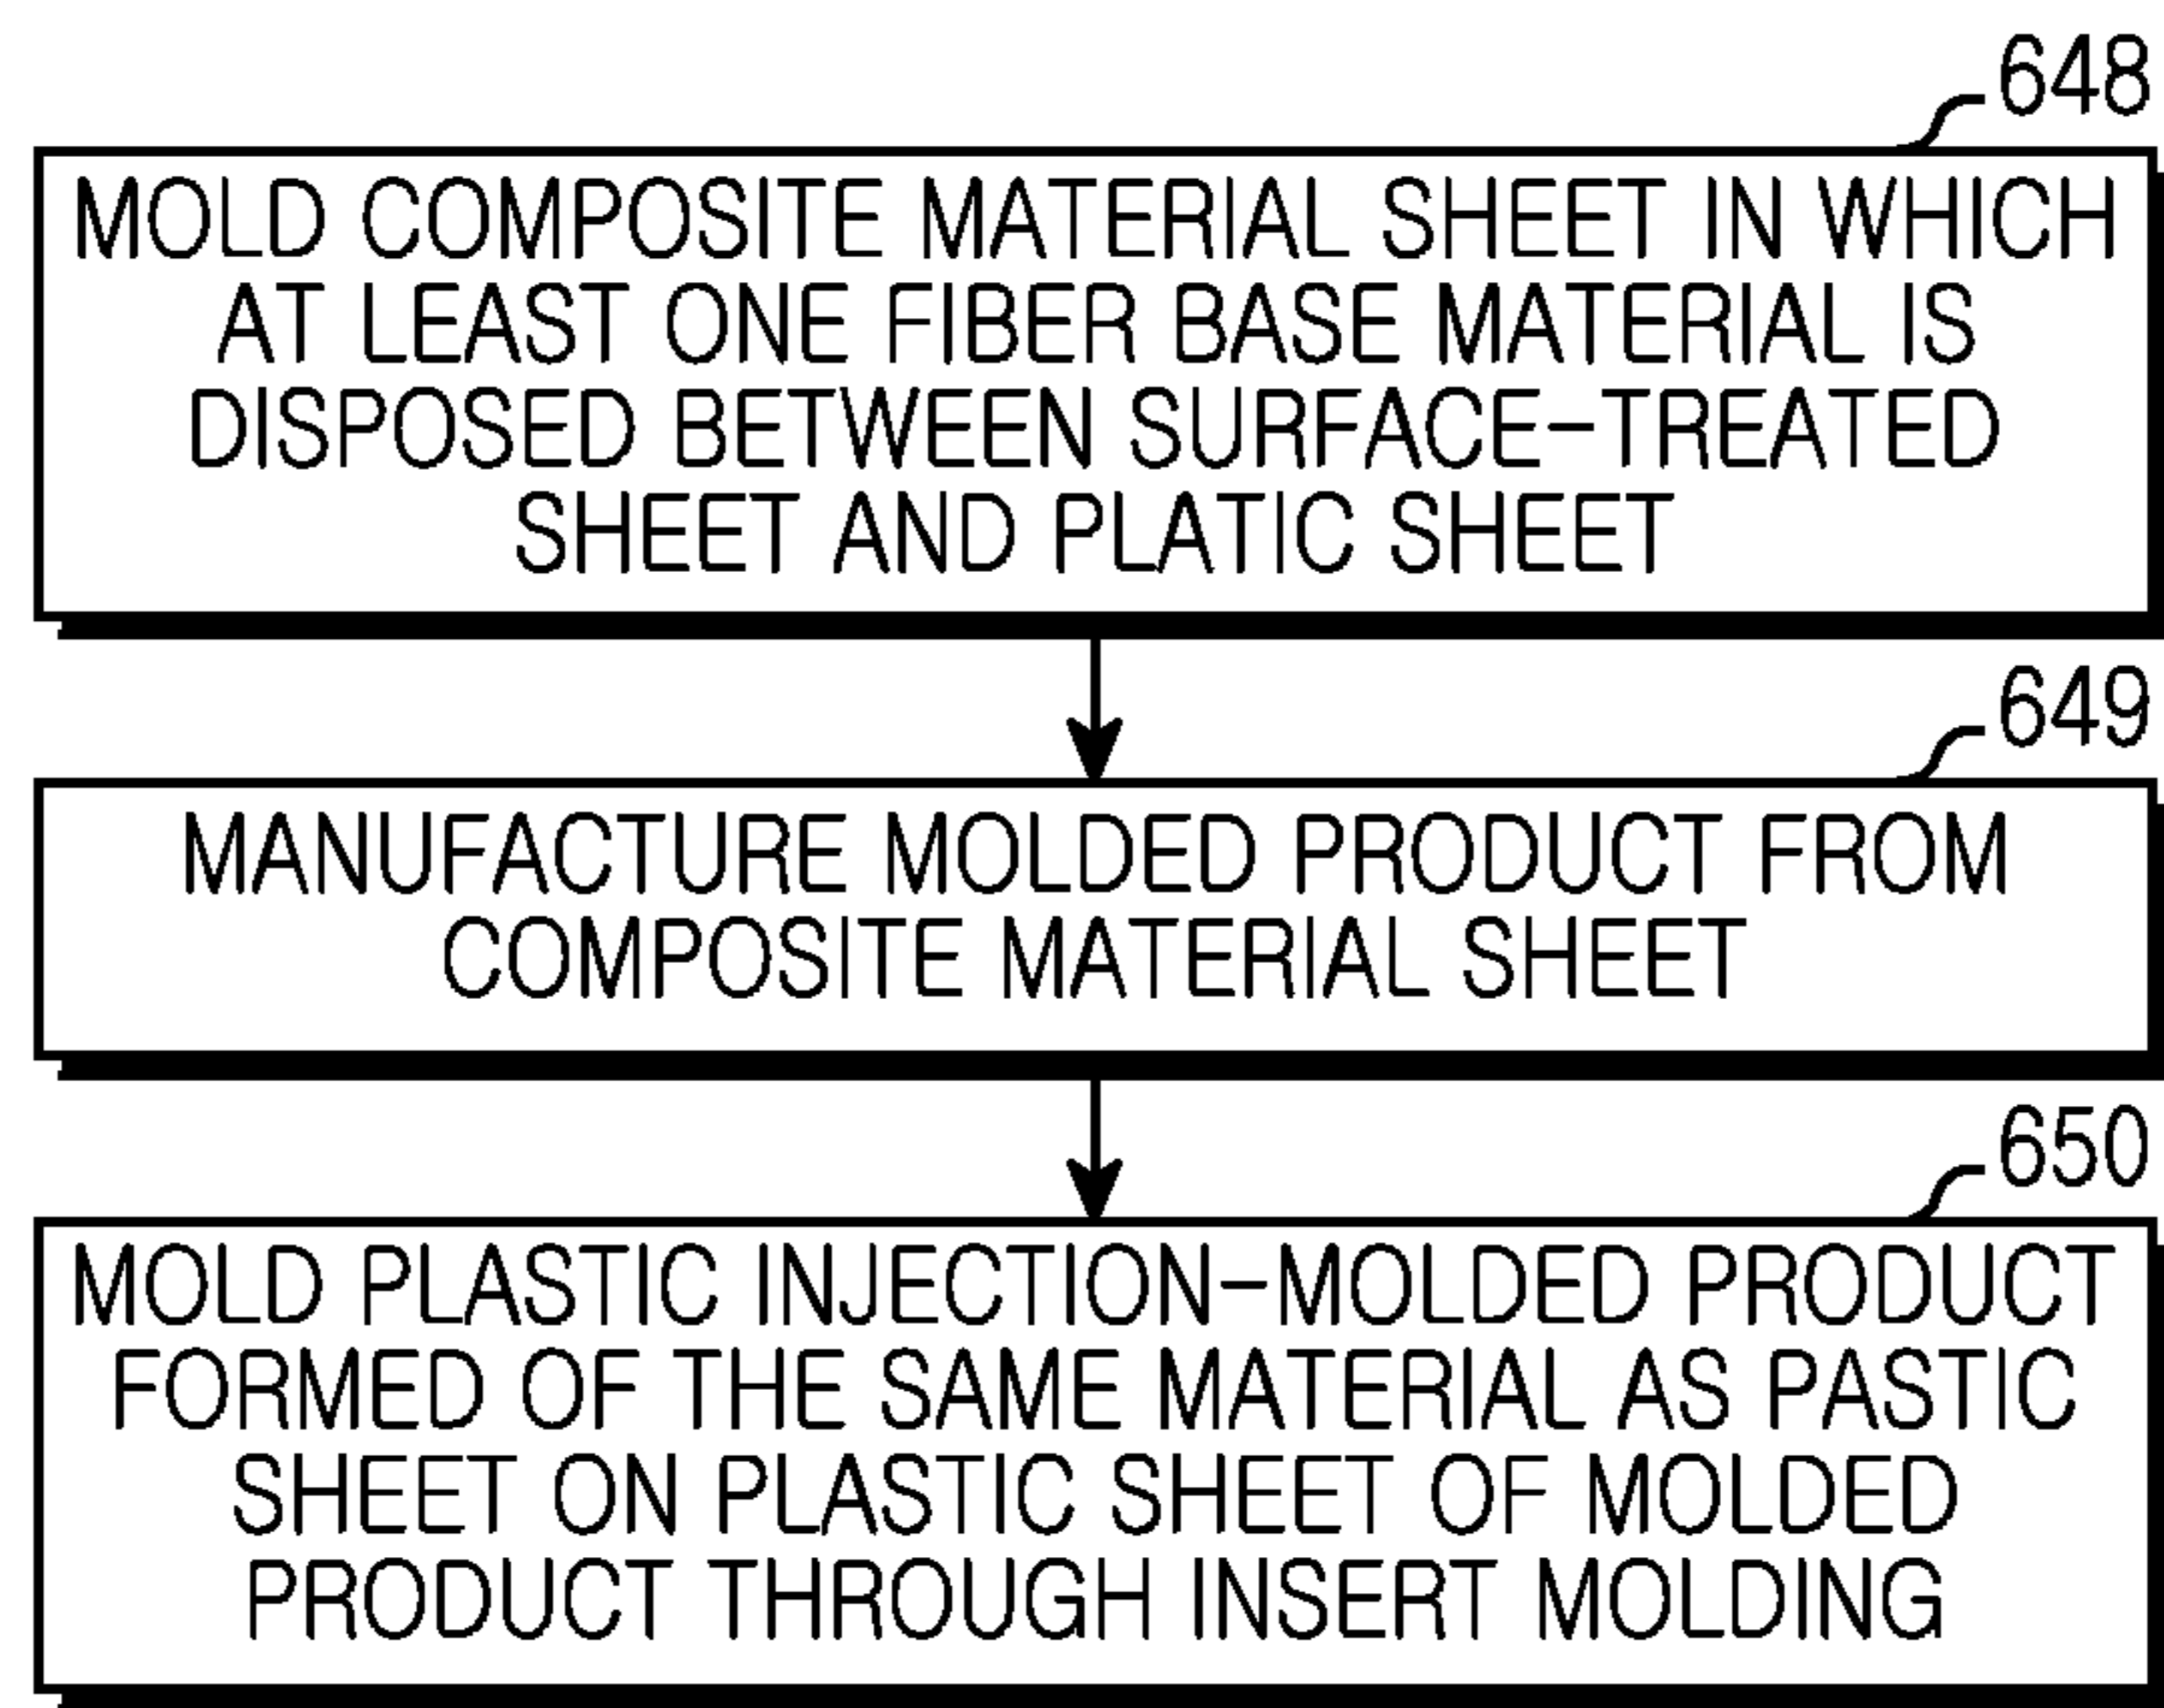 648
MOLD COMPOSITE MATERIAL SHEET IN WHICH
AT LEAST ONE FIBER BASE MATERIAL IS
DISPOSED BETWEEN SURFACE-TREATED
SHEET AND PLATIC SHEET
649
MANUFACTURE MOLDED PRODUCT FROM
COMPOSITE MATERIAL SHEET
650
MOLD PLASTIC INJECTION-MOLDED PRODUCT
FORMED OF THE SAME MATERIAL AS PASTIC
SHEET ON PLASTIC SHEET OF MOLDED
PRODUCT THROUGH INSERT MOLDING